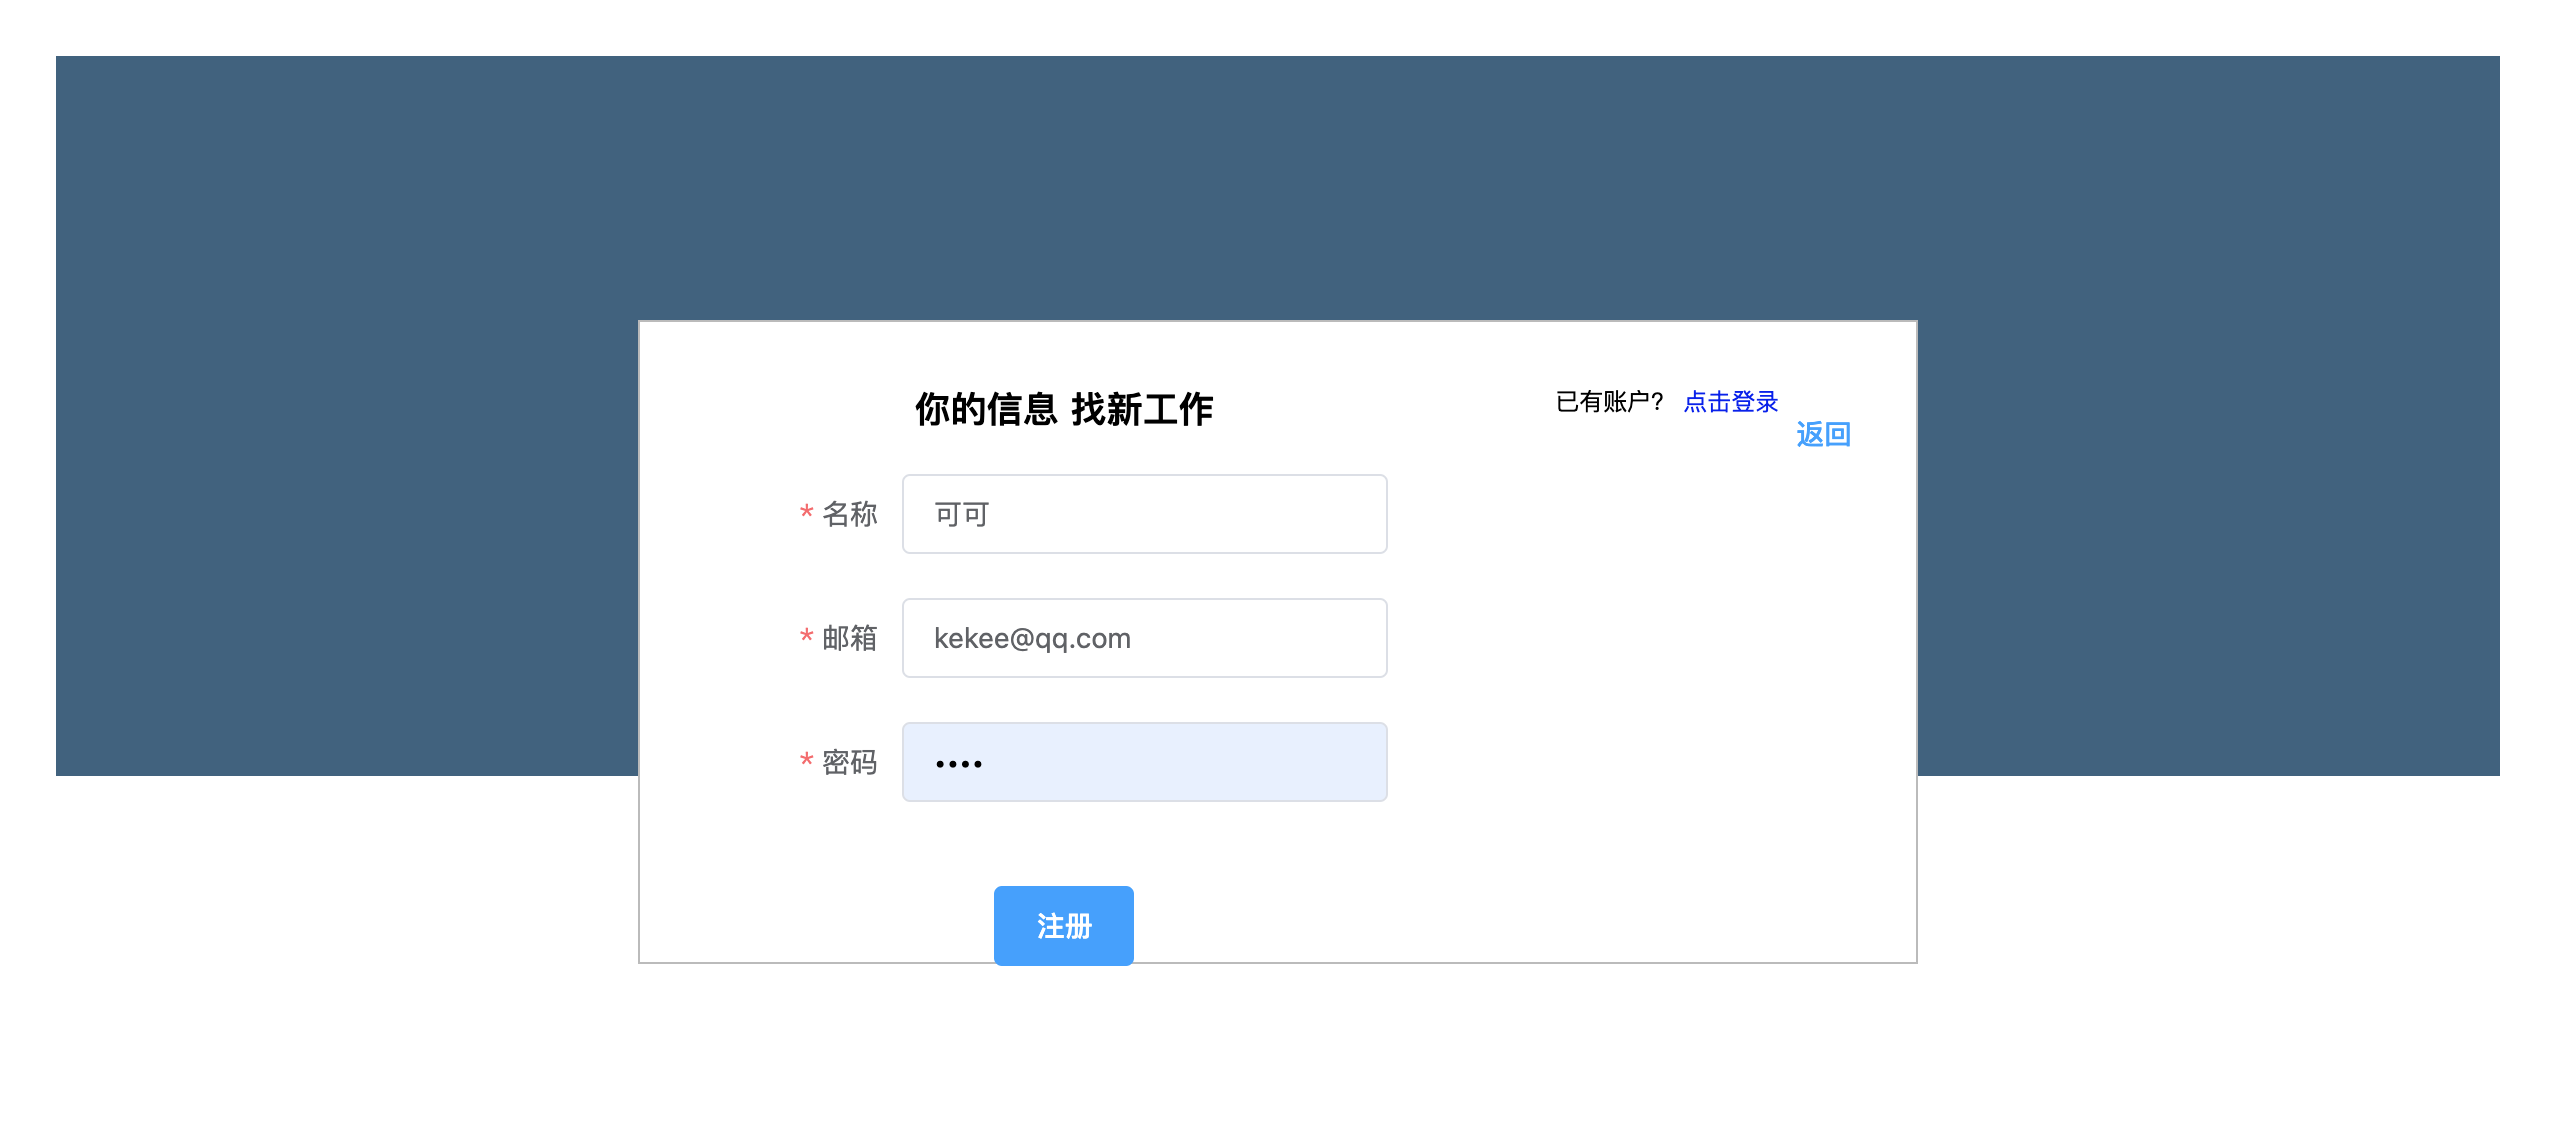 你的信息 找新工作
已有账户? 点击登录
返回
* 名称 可可
* 邮箱 kekee@qq.com
* 密码 ••••
注册